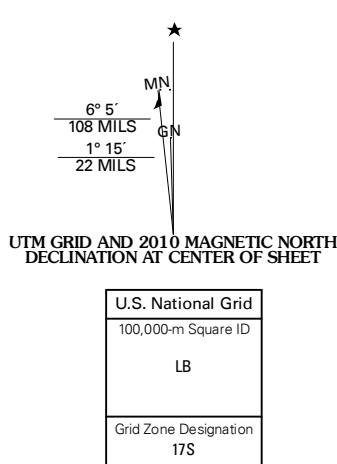 ★
MN
6° 5´
108 MILS
GN
1° 15´
22 MILS
UTM GRID AND 2010 MAGNETIC NORTH
DECLINATION AT CENTER OF SHEET
U.S. National Grid
100,000-m Square ID
LB
Grid Zone Designation
17S